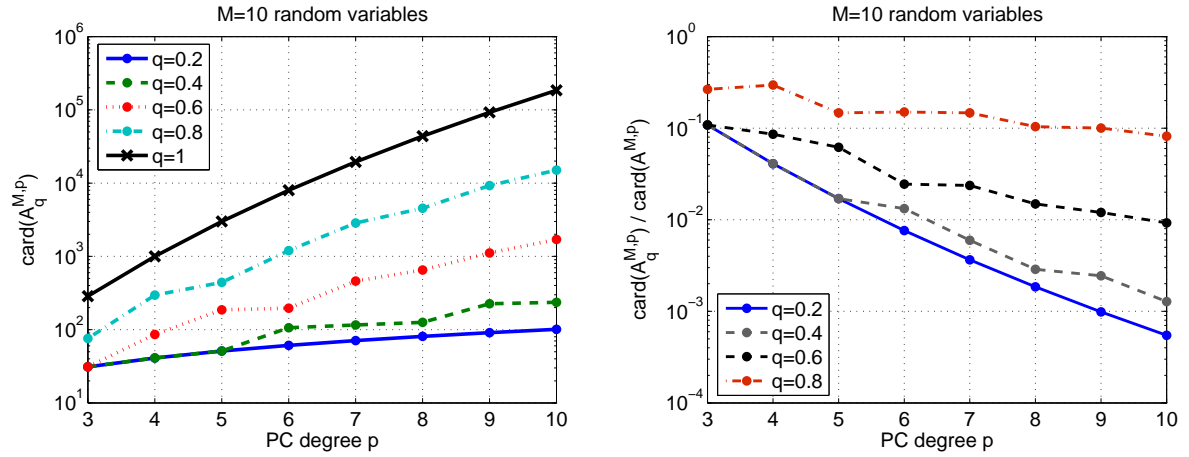 M=10 random variables
card(A_q^{M,p})
10^6
10^5
10^4
10^3
10^2
10^1
q=0.2
q=0.4
q=0.6
q=0.8
q=1
3 4 5 6 7 8 9 10
PC degree p
M=10 random variables
card(A_q^{M,p}) / card(A^{M,p})
10^0
10^{-1}
10^{-2}
10^{-3}
10^{-4}
q=0.2
q=0.4
q=0.6
q=0.8
3 4 5 6 7 8 9 10
PC degree p